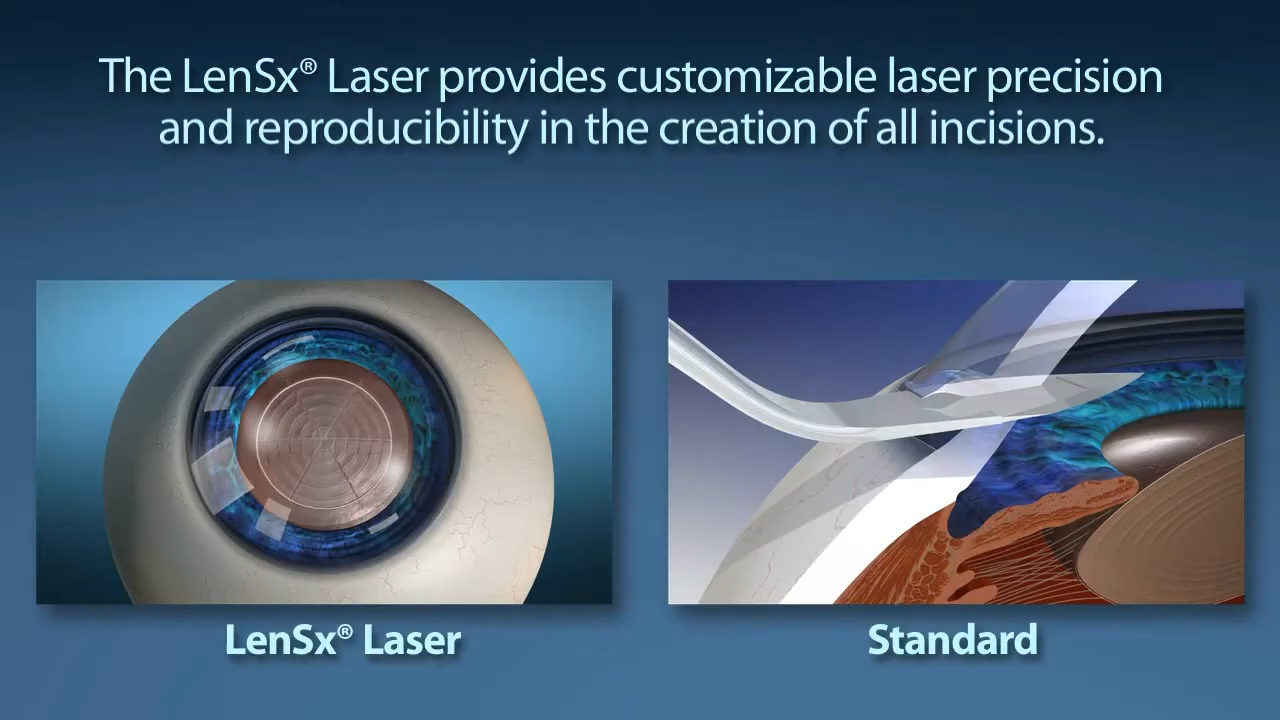 The LenSx® Laser provides customizable laser precision
and reproducibility in the creation of all incisions.
LenSx® Laser
Standard